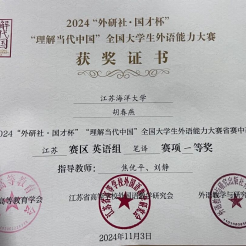 2024 “外研社·国才杯”
“理解当代中国” 全国大学生外语能力大赛
获奖证书
江苏海洋大学
胡春燕
2024 “外研社·国才杯” “理解当代中国” 全国大学生外语能力大赛省赛中
江苏 赛区 英语组 笔译 赛项 一等奖
指导教师：
刘静
2024年11月3日